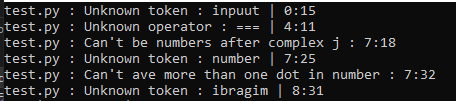 test.py : Unknown token : inpuut | 0:15
test.py : Unknown operator : === | 4:11
test.py : Can't be numbers after complex j : 7:18
test.py : Unknown token : number | 7:25
test.py : Can't ave more than one dot in number : 7:32
test.py : Unknown token : ibragim | 8:31